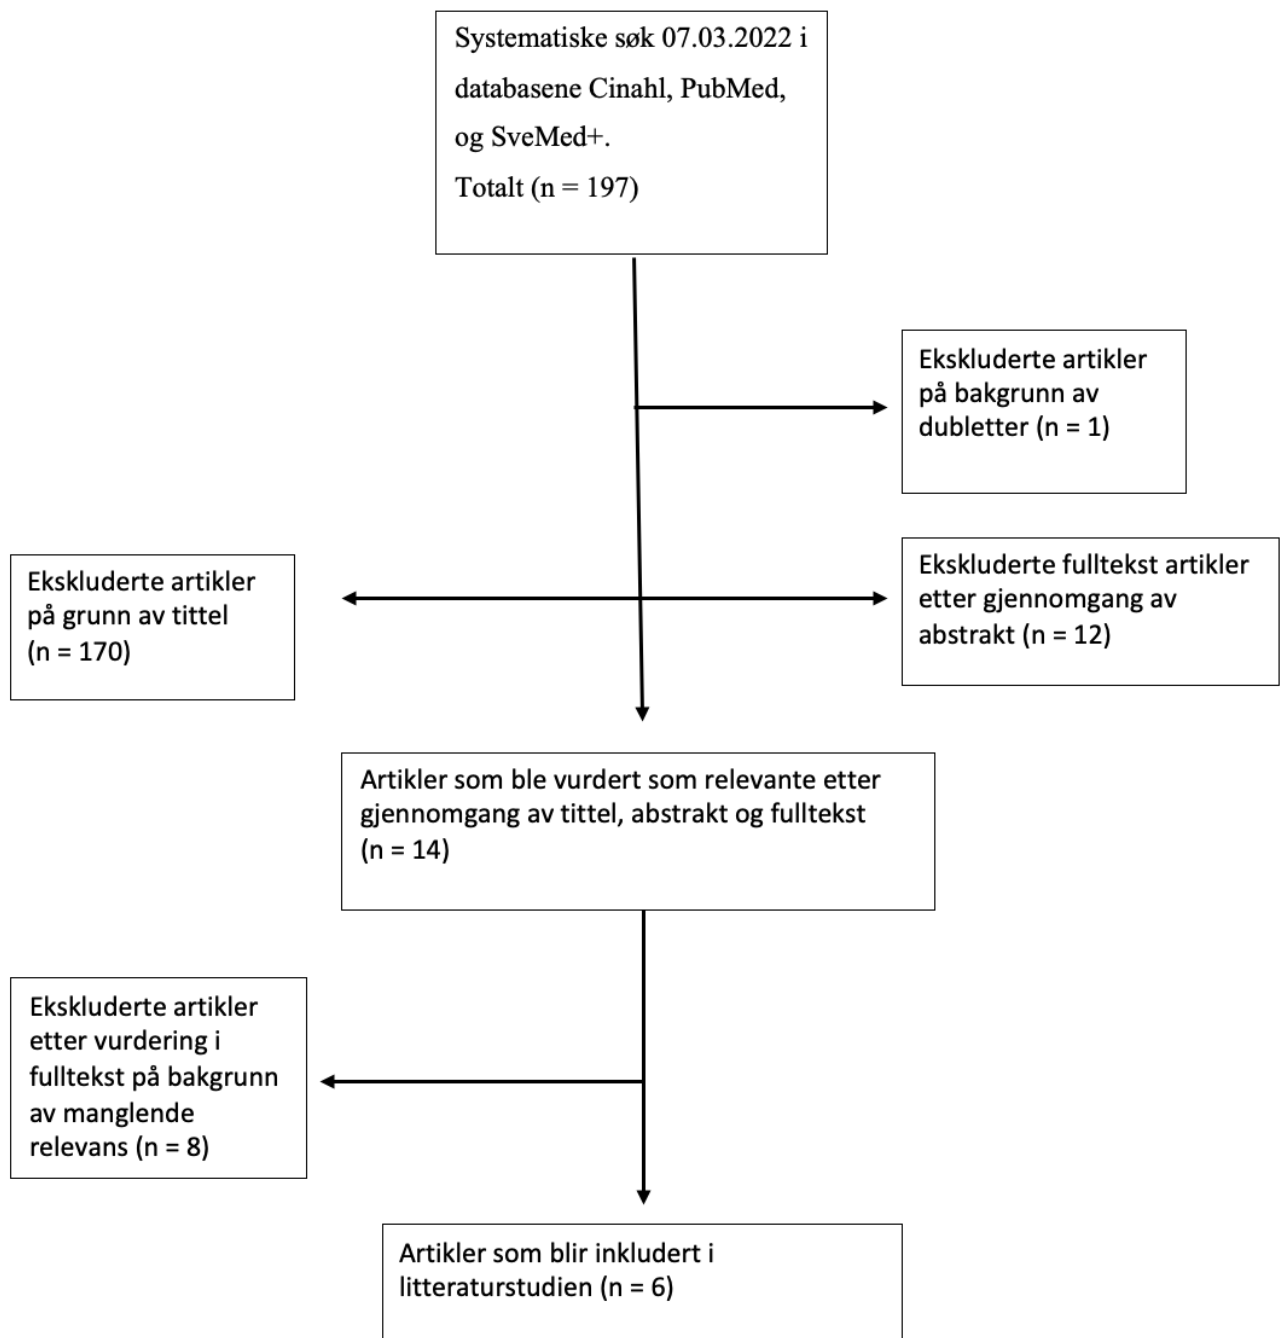 Systematiske søk 07.03.2022 i
databasene Cinahl, PubMed,
og SveMed+.
Totalt (n = 197)
Ekskluderte artikler
på bakgrunn av
dubletter (n = 1)
Ekskluderte artikler
på grunn av tittel
(n = 170)
Ekskluderte fulltekst artikler
etter gjennomgang av
abstrakt (n = 12)
Artikler som ble vurdert som relevante etter
gjennomgang av tittel, abstrakt og fulltekst
(n = 14)
Ekskluderte artikler
etter vurdering i
fulltekst på bakgrunn
av manglende
relevans (n = 8)
Artikler som blir inkludert i
litteraturstudien (n = 6)